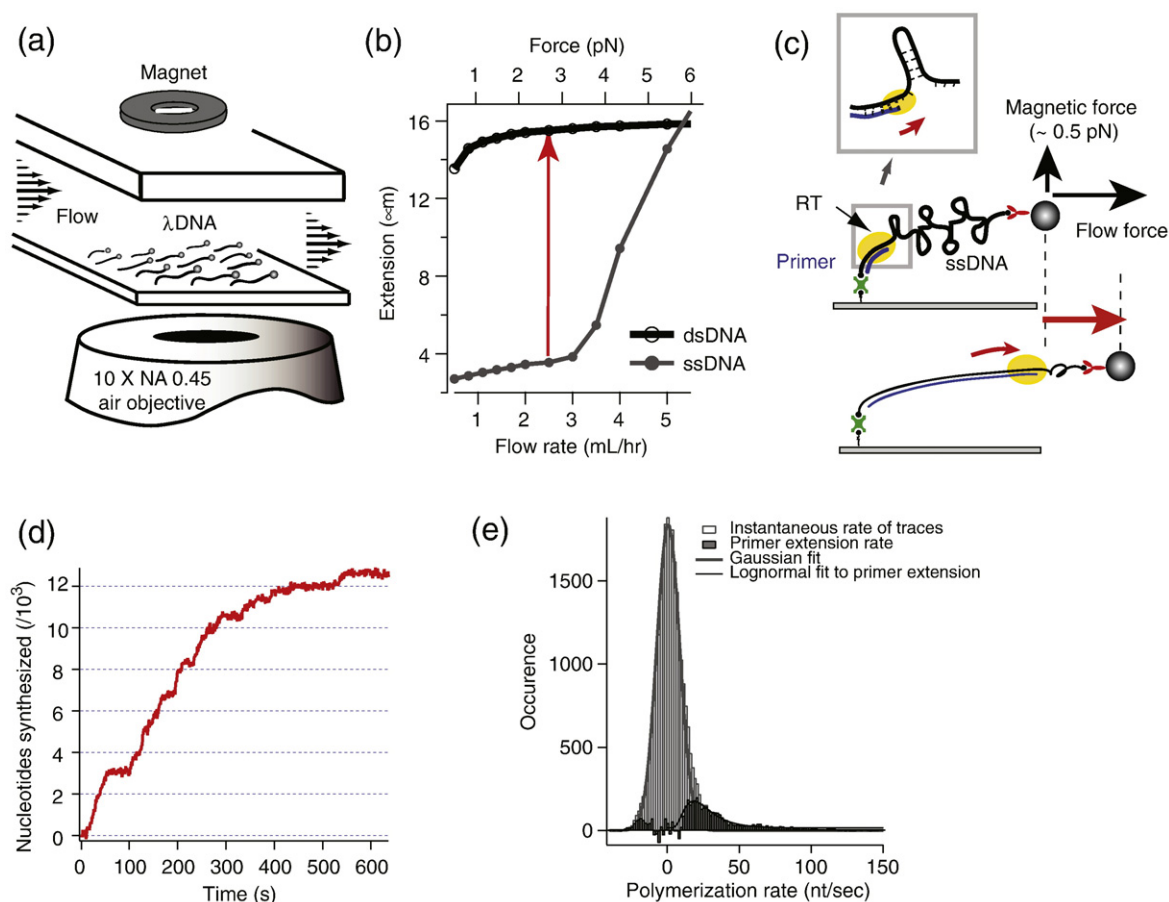 (a)
Magnet
Flow
λDNA
10 X NA 0.45
air objective
(b)
Force (pN)
1 2 3 4 5 6
16
12
8
4
Extension (∝m)
dsDNA
ssDNA
1 2 3 4 5
Flow rate (mL/hr)
(c)
Magnetic force
(~ 0.5 pN)
RT
Flow force
Primer
ssDNA
(d)
12
10
8
6
4
2
0
Nucleotides synthesized (/10³)
0 100 200 300 400 500 600
Time (s)
(e)
Instantaneous rate of traces
Primer extension rate
Gaussian fit
Lognormal fit to primer extension
1500
1000
500
0
Occurence
0 50 100 150
Polymerization rate (nt/sec)